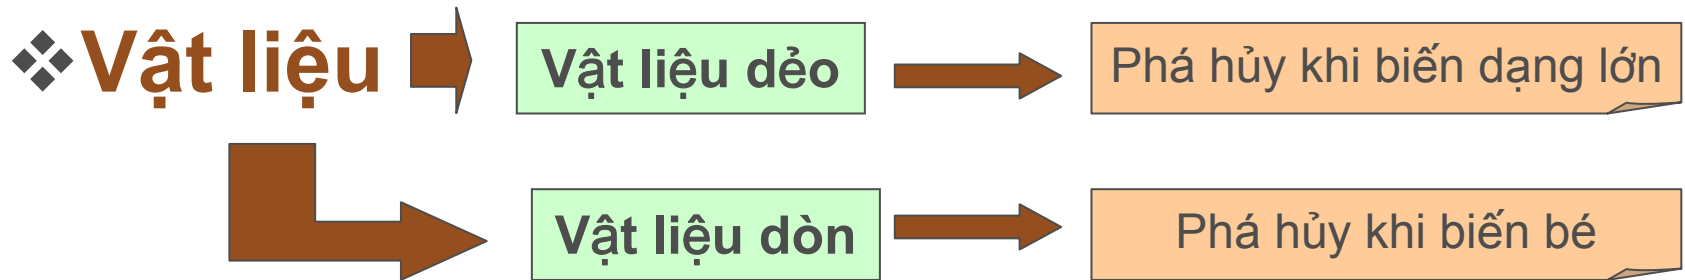 ❖Vật liệu
Vật liệu dẻo
Phá hủy khi biến dạng lớn
Vật liệu dòn
Phá hủy khi biến bé